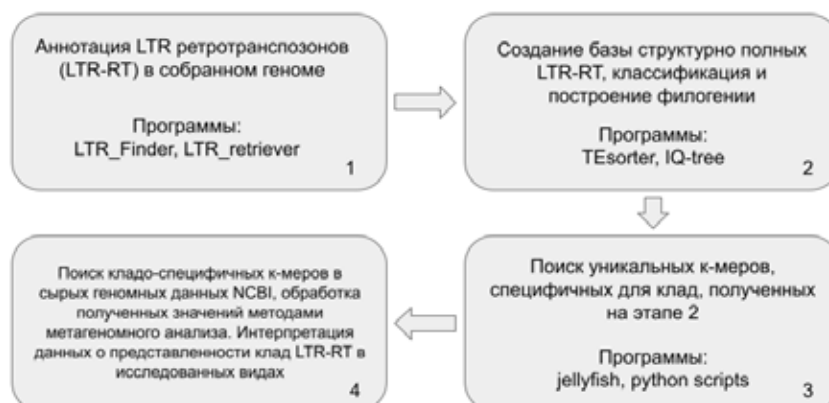 Аннотация LTR ретротранспозонов
(LTR-RT) в собранном геноме
Программы:
LTR_Finder, LTR_retriever
1
Создание базы структурно полных
LTR-RT, классификация и
построение филогении
Программы:
TEsorter, IQ-tree
2
Поиск уникальных к-меров,
специфичных для клад, полученных
на этапе 2
Программы:
jellyfish, python scripts
3
Поиск кладо-специфичных к-меров в
сырых геномных данных NCBI, обработка
полученных значений методами
метагеномного анализа. Интерпретация
данных о представленности клад LTR-RT в
исследованных видах
4